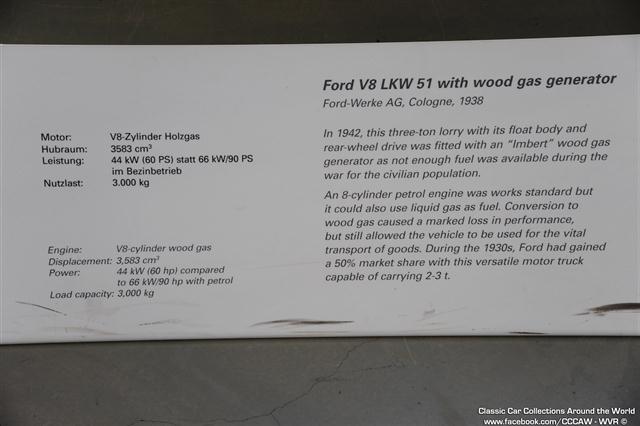 Motor: V8-Zylinder Holzgas
Hubraum: 3583 cm³
Leistung: 44 kW (60 PS) statt 66 kW/90 PS
im Bezinbetrieb
Nutzlast: 3.000 kg
Engine: V8-cylinder wood gas
Displacement: 3,583 cm³
Power: 44 kW (60 hp) compared
to 66 kW/90 hp with petrol
Load capacity: 3,000 kg
Ford V8 LKW 51 with wood gas generator
Ford-Werke AG, Cologne, 1938
In 1942, this three-ton lorry with its float body and
rear-wheel drive was fitted with an “Imbert” wood gas
generator as not enough fuel was available during the
war for the civilian population.
An 8-cylinder petrol engine was works standard but
it could also use liquid gas as fuel. Conversion to
wood gas caused a marked loss in performance,
but still allowed the vehicle to be used for the vital
transport of goods. During the 1930s, Ford had gained
a 50% market share with this versatile motor truck
capable of carrying 2-3 t.
Classic Car Collections Around the World
www.facebook.com/CCCAW - WVR ©